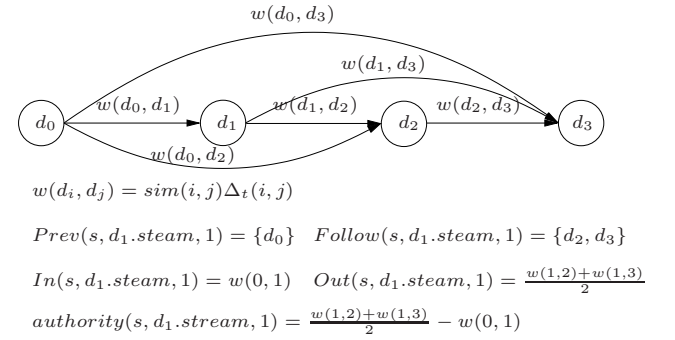 w(d₀, d₃)
w(d₁, d₃)
w(d₀, d₁) w(d₁, d₂) w(d₂, d₃)
d₀ d₁ d₂ d₃
w(d₀, d₂)
w(dᵢ, dⱼ) = sim(i, j)Δₜ(i, j)
Prev(s, d₁.steam, 1) = {d₀} Follow(s, d₁.steam, 1) = {d₂, d₃}
In(s, d₁.steam, 1) = w(0, 1) Out(s, d₁.steam, 1) = \frac{w(1,2)+w(1,3)}{2}
authority(s, d₁.stream, 1) = \frac{w(1,2)+w(1,3)}{2} − w(0, 1)